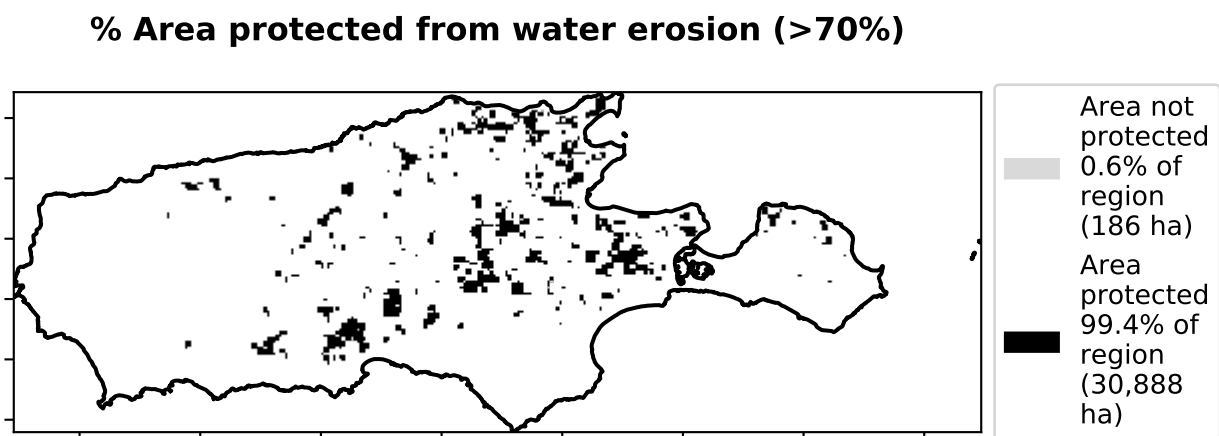 % Area protected from water erosion (>70%)
Area not
protected
0.6% of
region
(186 ha)
Area
protected
99.4% of
region
(30,888
ha)